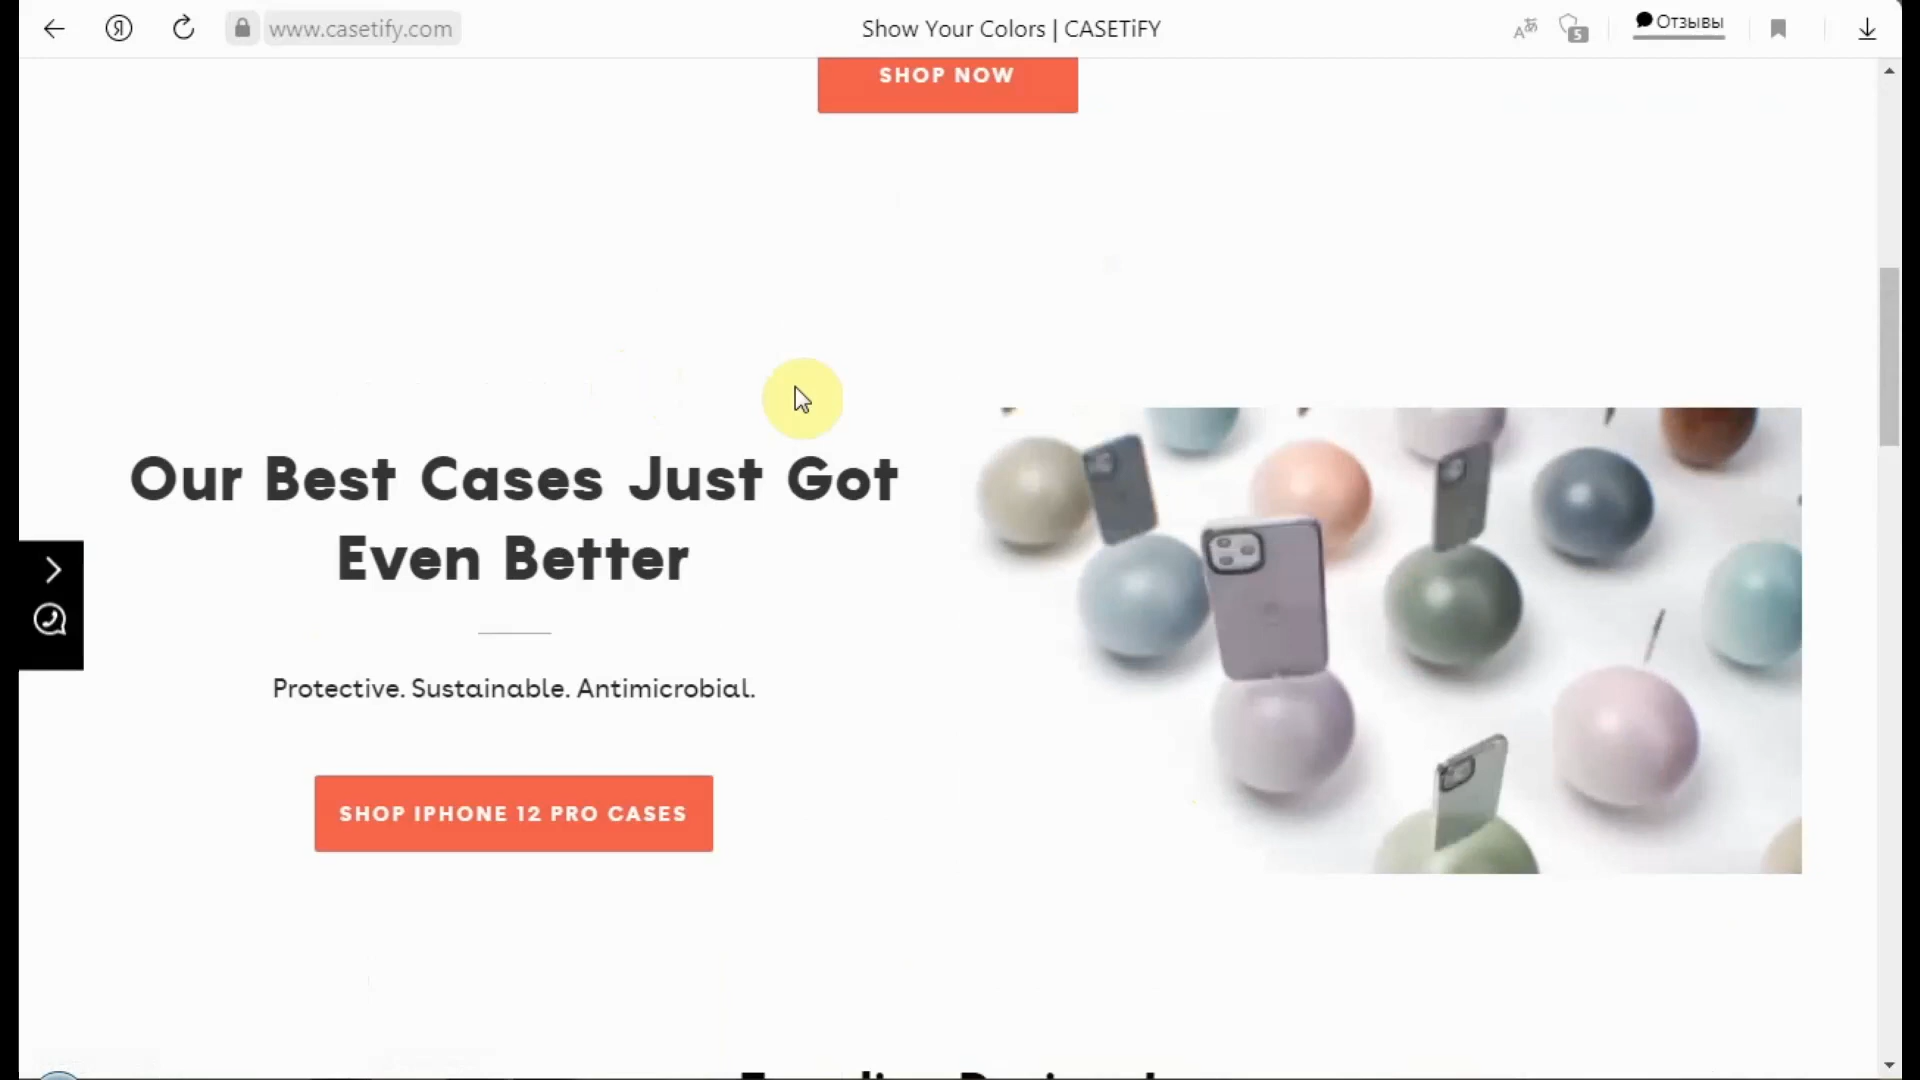 www.casetify.com
Show Your Colors | CASETiFY
Отзывы
5
SHOP NOW
Our Best Cases Just Got
Even Better
Protective. Sustainable. Antimicrobial.
SHOP IPHONE 12 PRO CASES